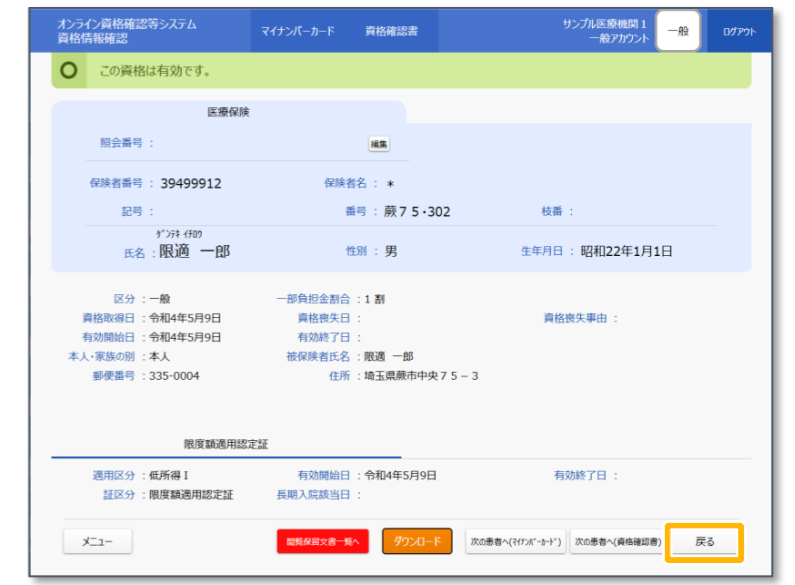 オンライン資格確認等システム
資格情報確認
マイナンバーカード 資格確認書
サンプル医療機関1
一般アカウント
一般
ログアウト
この資格は有効です。
医療保険
照会番号 : 編集
保険者番号 : 39499912 保険者名 : *
記号 : 番号 : 蕨75・302 枝番 :
ｹﾞﾝﾃｷ ｲﾁﾛｳ
氏名 : 限適 一郎 性別 : 男 生年月日 : 昭和22年1月1日
区分 : 一般 一部負担金割合 : 1割
資格取得日 : 令和4年5月9日 資格喪失日 : 資格喪失事由 :
有効開始日 : 令和4年5月9日 有効終了日 :
本人・家族の別 : 本人 被保険者氏名 : 限適 一郎
郵便番号 : 335-0004 住所 : 埼玉県蕨市中央75－3
限度額適用認定証
適用区分 : 低所得Ⅰ 有効開始日 : 令和4年5月9日 有効終了日 :
証区分 : 限度額適用認定証 長期入院該当日 :
メニュー 閲覧保留文書一覧へ ダウンロード 次の患者へ(ﾏｲﾅﾝﾊﾞｰｶｰﾄﾞ) 次の患者へ(資格確認書) 戻る